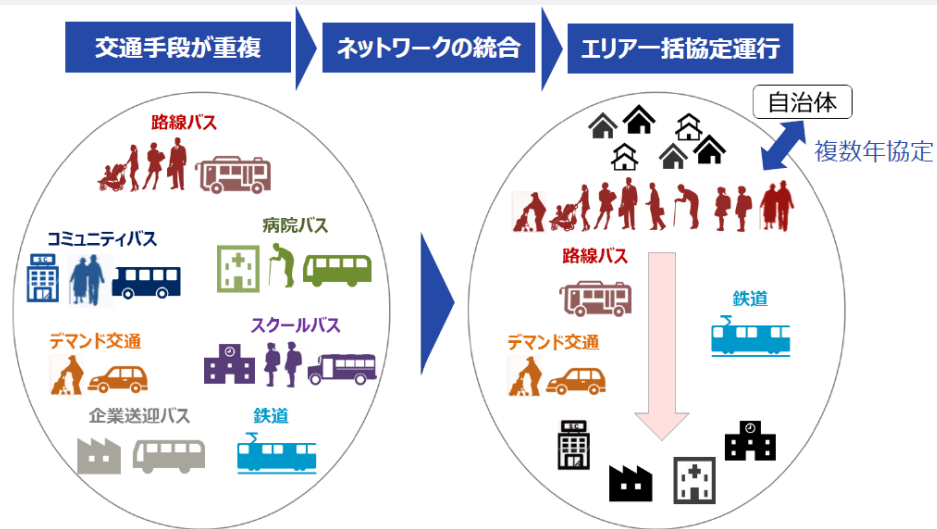 交通手段が重複
ネットワークの統合
エリア一括協定運行
路線バス
コミュニティバス
病院バス
SC
デマンド交通
スクールバス
企業送迎バス
鉄道
自治体
複数年協定
路線バス
鉄道
デマンド交通
SC